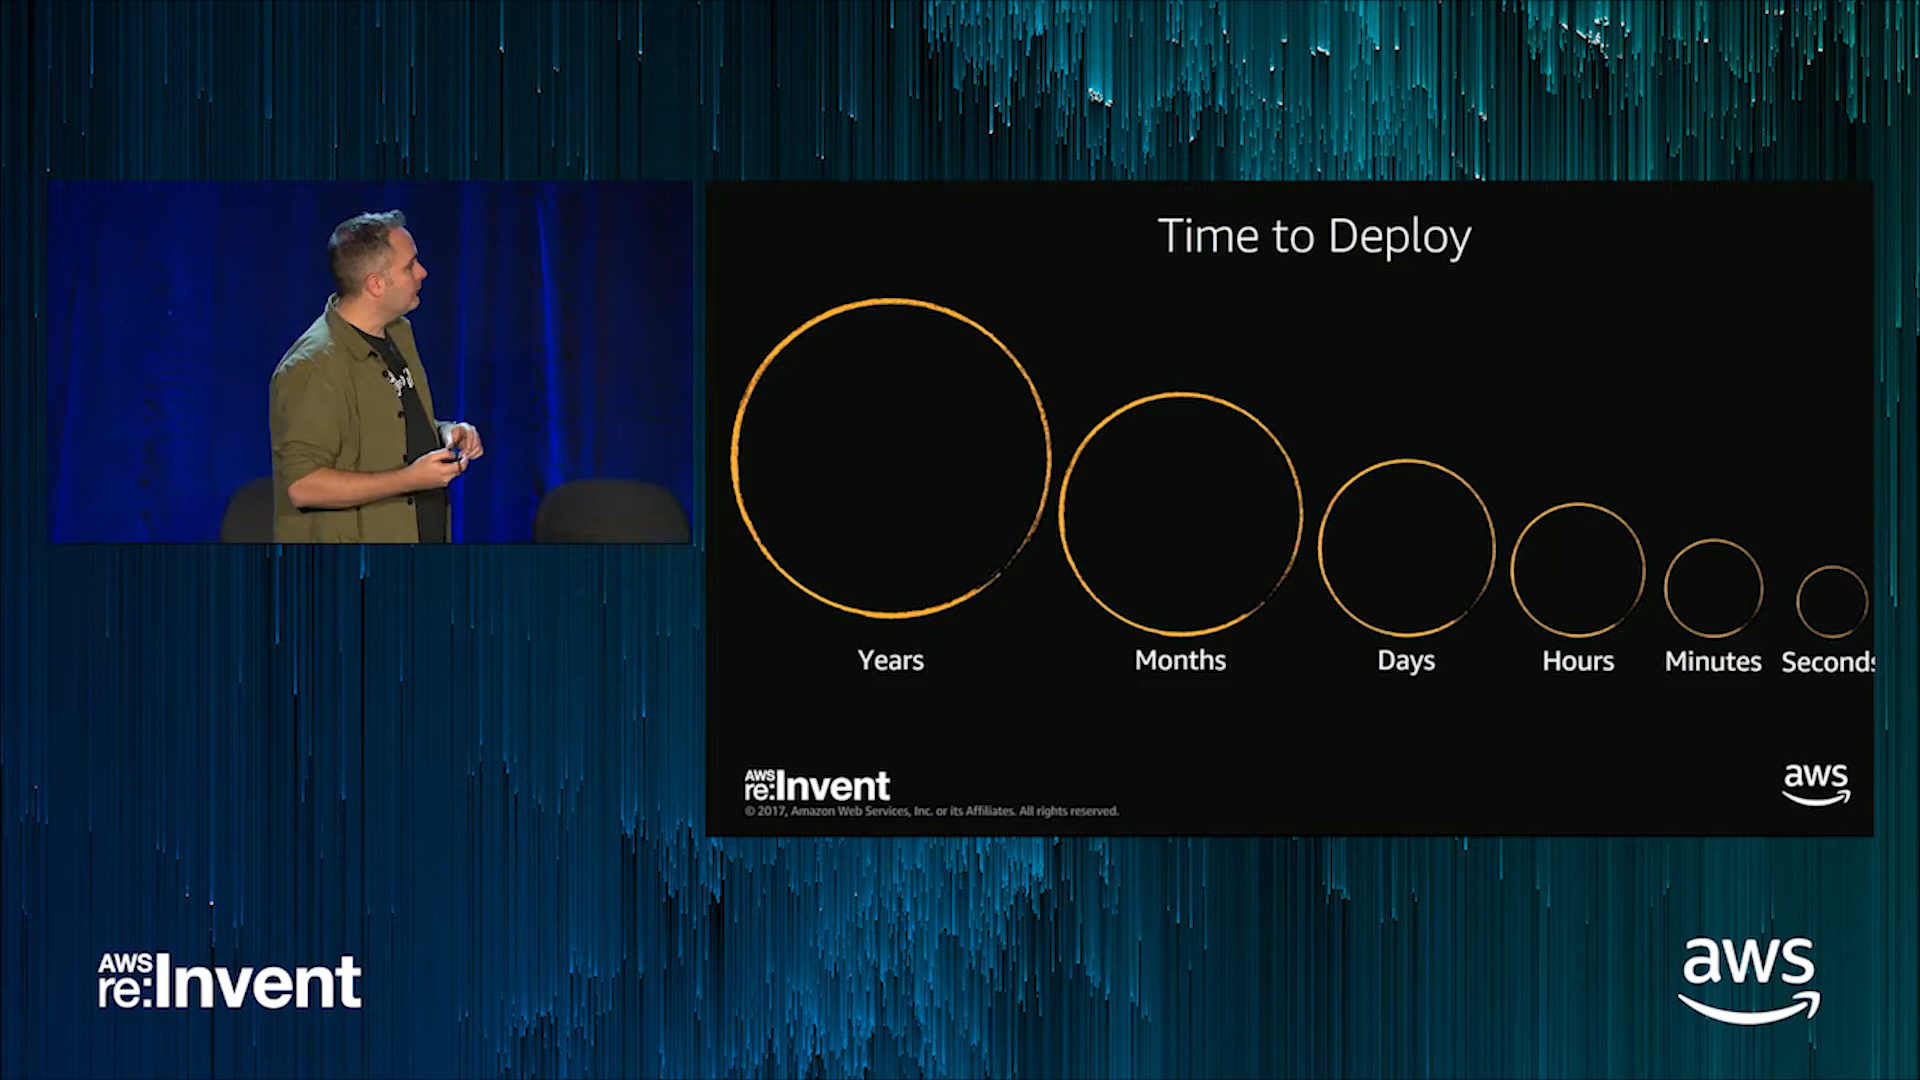 Time to Deploy
Years
Months
Days
Hours
Minutes
Seconds
AWS
re:Invent
© 2017, Amazon Web Services, Inc. or its Affiliates. All rights reserved.
aws
AWS
re:Invent
aws